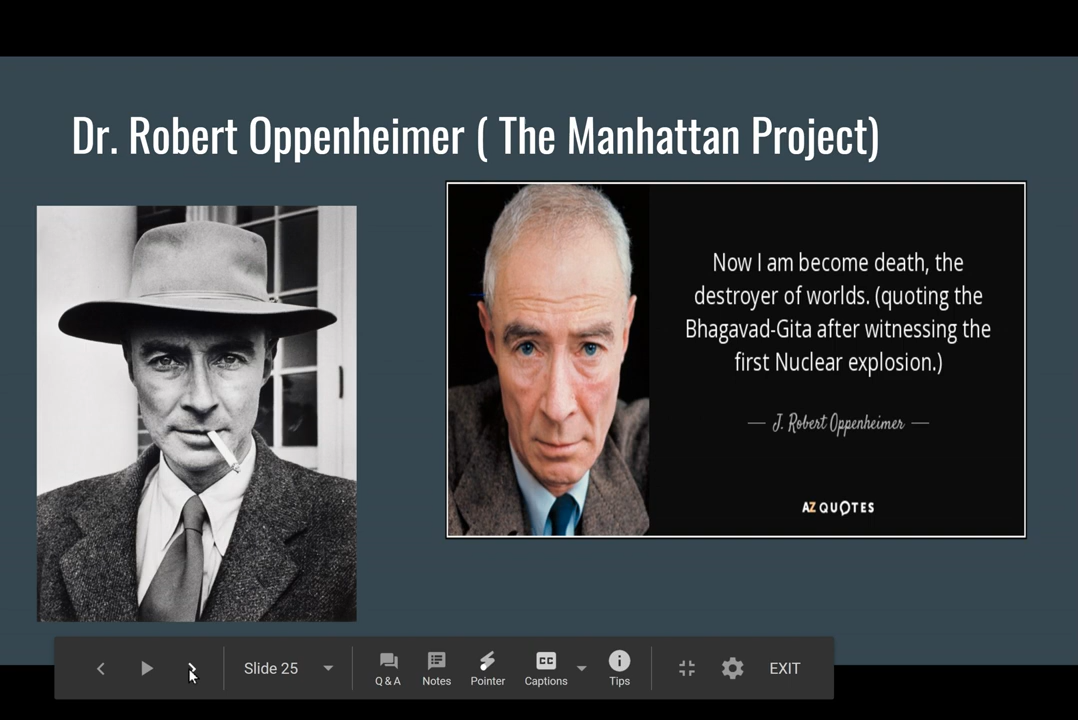 Dr. Robert Oppenheimer ( The Manhattan Project)
Now I am become death, the
destroyer of worlds. (quoting the
Bhagavad-Gita after witnessing the
first Nuclear explosion.)
— J. Robert Oppenheimer —
AZ QUOTES
Slide 25
Q & A
Notes
Pointer
CC
Captions
Tips
EXIT